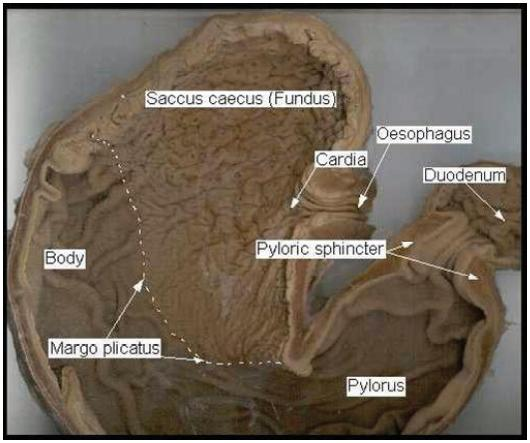 Saccus caecus (Fundus)
Oesophagus
Cardia
Duodenum
Body
Pyloric sphincter
Margo plicatus
Pylorus